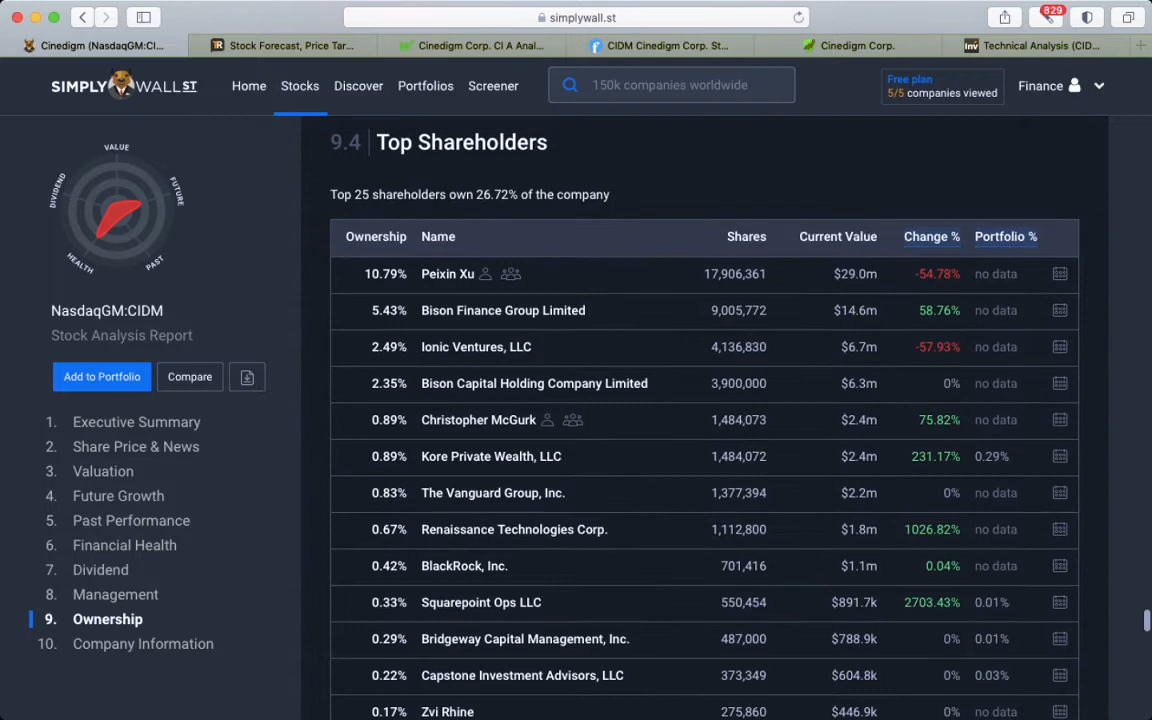 simplywall.st
829
Cinedigm (NasdaqGM:CI...
Stock Forecast, Price Tar...
Cinedigm Corp. Cl A Anal...
CIDM Cinedigm Corp. St...
Cinedigm Corp.
Inv Technical Analysis (CID...
SIMPLY WALL ST
Home Stocks Discover Portfolios Screener
150k companies worldwide
Free plan
5/5 companies viewed
Finance
VALUE
FUTURE
PAST
HEALTH
DIVIDEND
NasdaqGM:CIDM
Stock Analysis Report
Add to Portfolio
Compare
1. Executive Summary
2. Share Price & News
3. Valuation
4. Future Growth
5. Past Performance
6. Financial Health
7. Dividend
8. Management
9. Ownership
10. Company Information
9.4 Top Shareholders
Top 25 shareholders own 26.72% of the company
Ownership Name Shares Current Value Change % Portfolio %
10.79% Peixin Xu 17,906,361 $29.0m -54.78% no data
5.43% Bison Finance Group Limited 9,005,772 $14.6m 58.76% no data
2.49% Ionic Ventures, LLC 4,136,830 $6.7m -57.93% no data
2.35% Bison Capital Holding Company Limited 3,900,000 $6.3m 0% no data
0.89% Christopher McGurk 1,484,073 $2.4m 75.82% no data
0.89% Kore Private Wealth, LLC 1,484,072 $2.4m 231.17% 0.29%
0.83% The Vanguard Group, Inc. 1,377,394 $2.2m 0% no data
0.67% Renaissance Technologies Corp. 1,112,800 $1.8m 1026.82% no data
0.42% BlackRock, Inc. 701,416 $1.1m 0.04% no data
0.33% Squarepoint Ops LLC 550,454 $891.7k 2703.43% 0.01%
0.29% Bridgeway Capital Management, Inc. 487,000 $788.9k 0% 0.01%
0.22% Capstone Investment Advisors, LLC 373,349 $604.8k 0% 0.03%
0.17% Zvi Rhine 275,860 $446.9k 0% no data